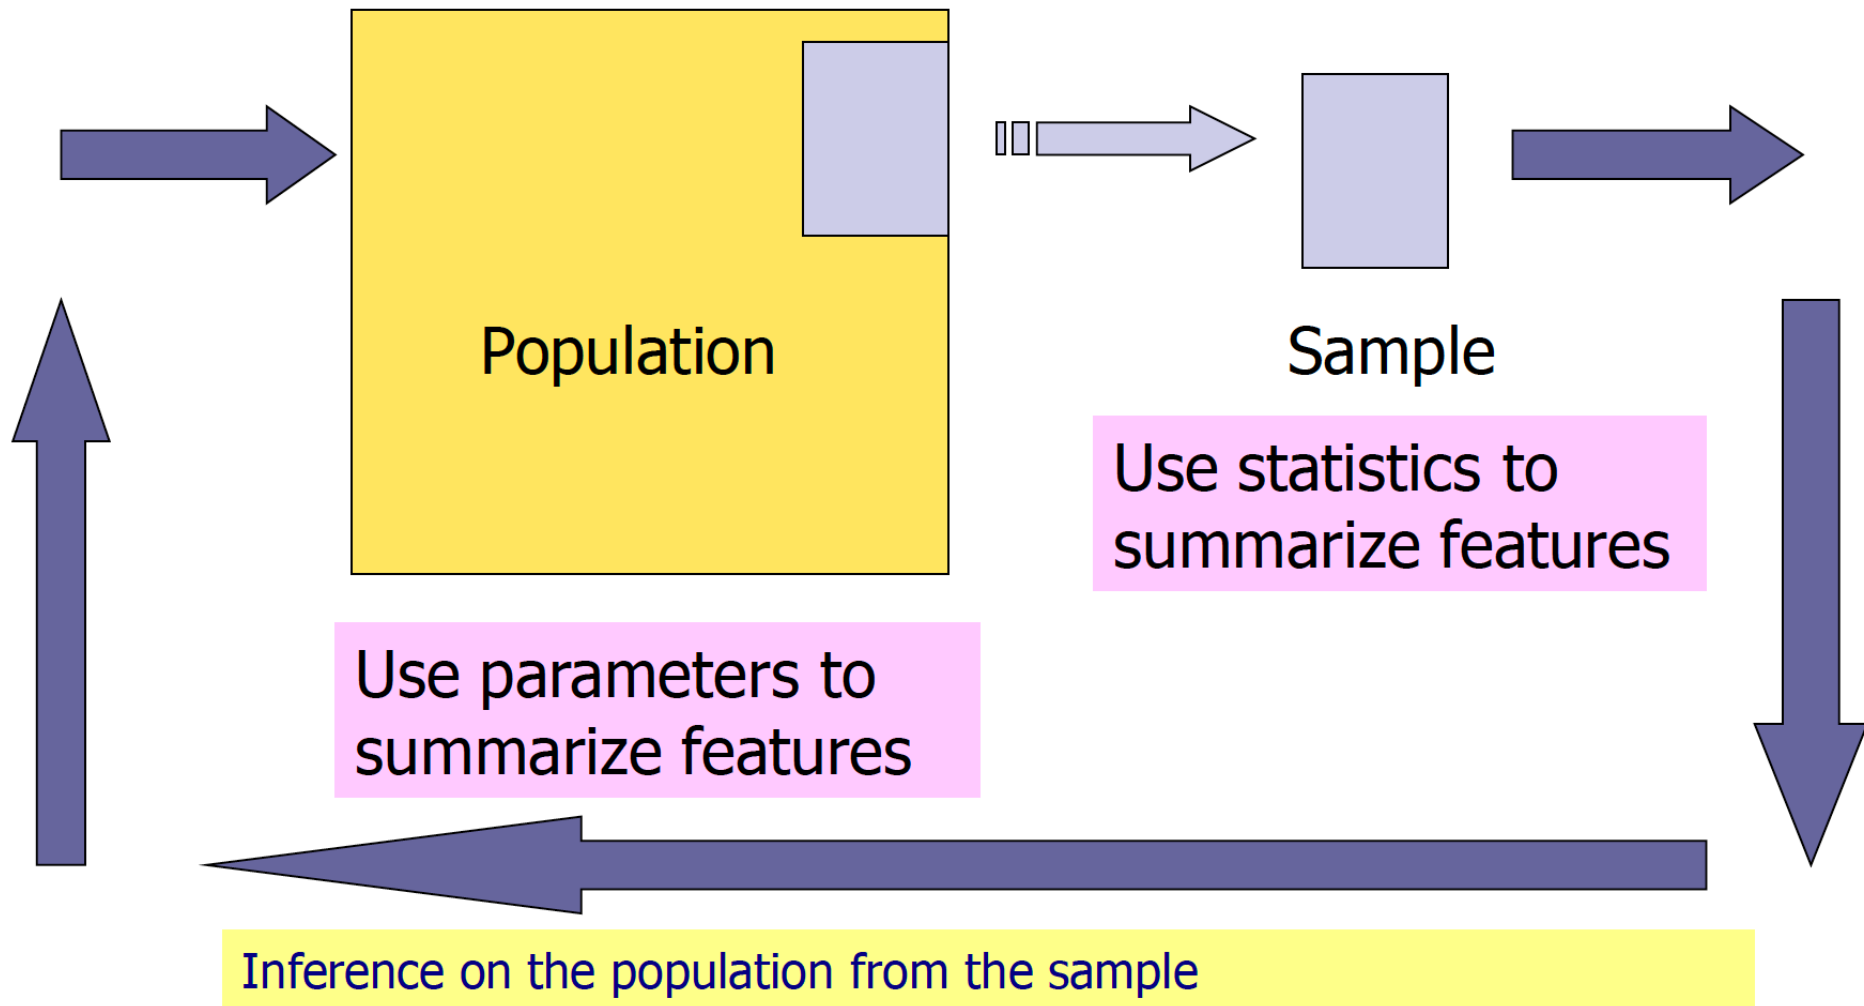 Population
Sample
Use statistics to
summarize features
Use parameters to
summarize features
Inference on the population from the sample